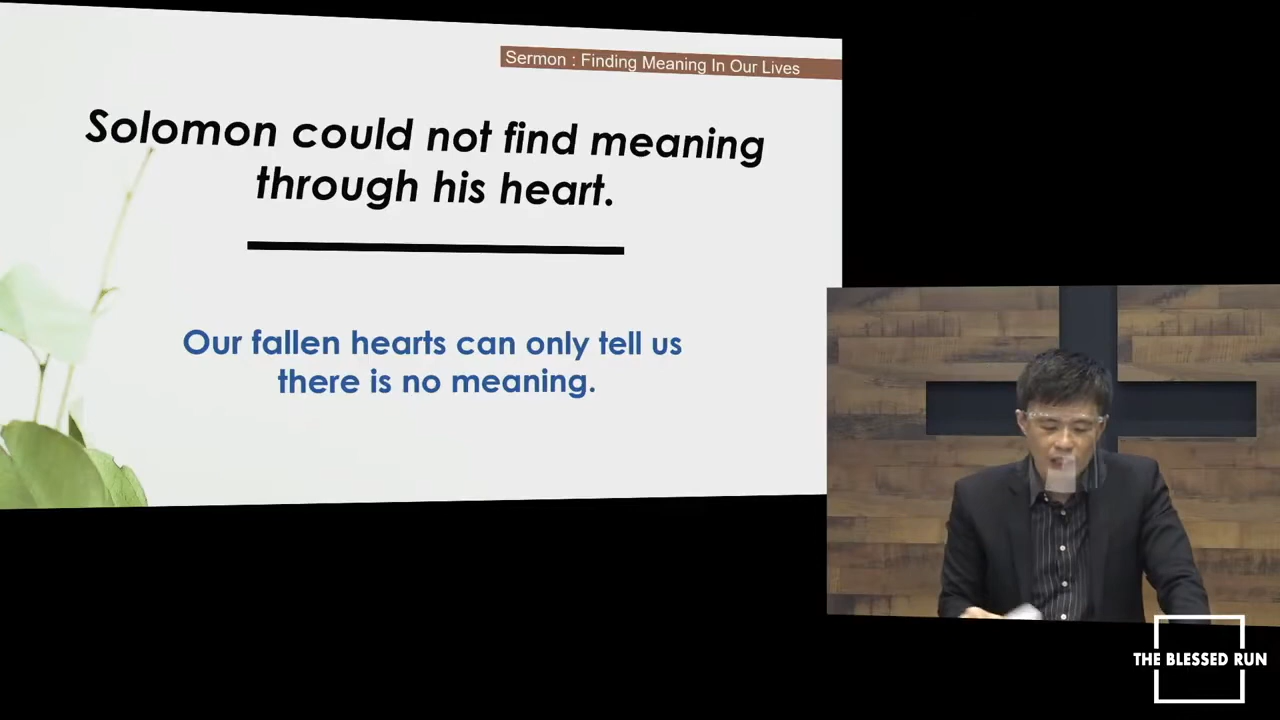 Sermon : Finding Meaning In Our Lives
Solomon could not find meaning
through his heart.
Our fallen hearts can only tell us
there is no meaning.
THE BLESSED RUN